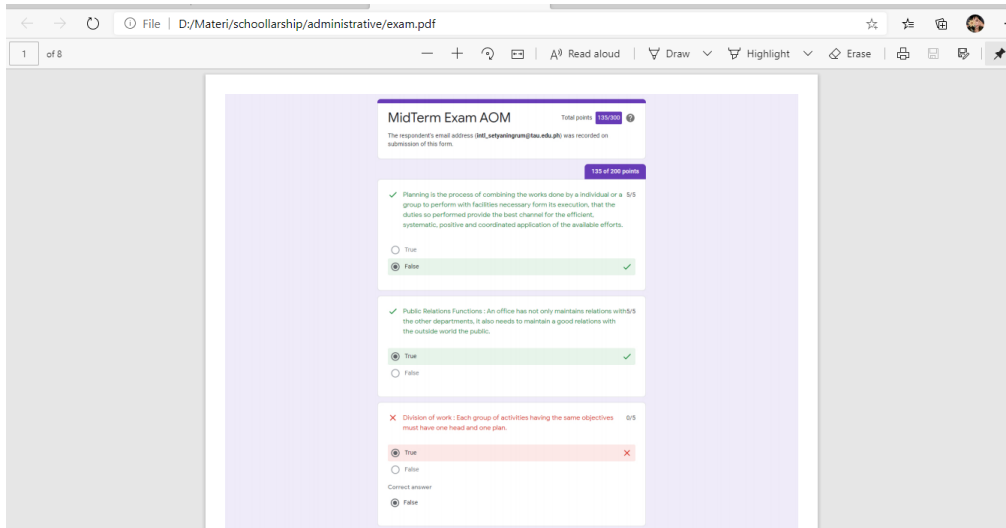 File | D:/Materi/schoollarship/administrative/exam.pdf
1 of 8
Read aloud
Draw
Highlight
Erase
MidTerm Exam AOM
Total points 135/300
The respondent's email address (intl_setyaningrum@tau.edu.ph) was recorded on
submission of this form.
135 of 200 points
Planning is the process of combining the works done by a individual or a 5/5
group to perform with facilities necessary form its execution, that the
duties so performed provide the best channel for the efficient,
systematic, positive and coordinated application of the available efforts.
True
False
Public Relations Functions : An office has not only maintains relations with 5/5
the other departments, it also needs to maintain a good relations with
the outside world the public.
True
False
Division of work : Each group of activities having the same objectives 0/5
must have one head and one plan.
True
False
Correct answer
False